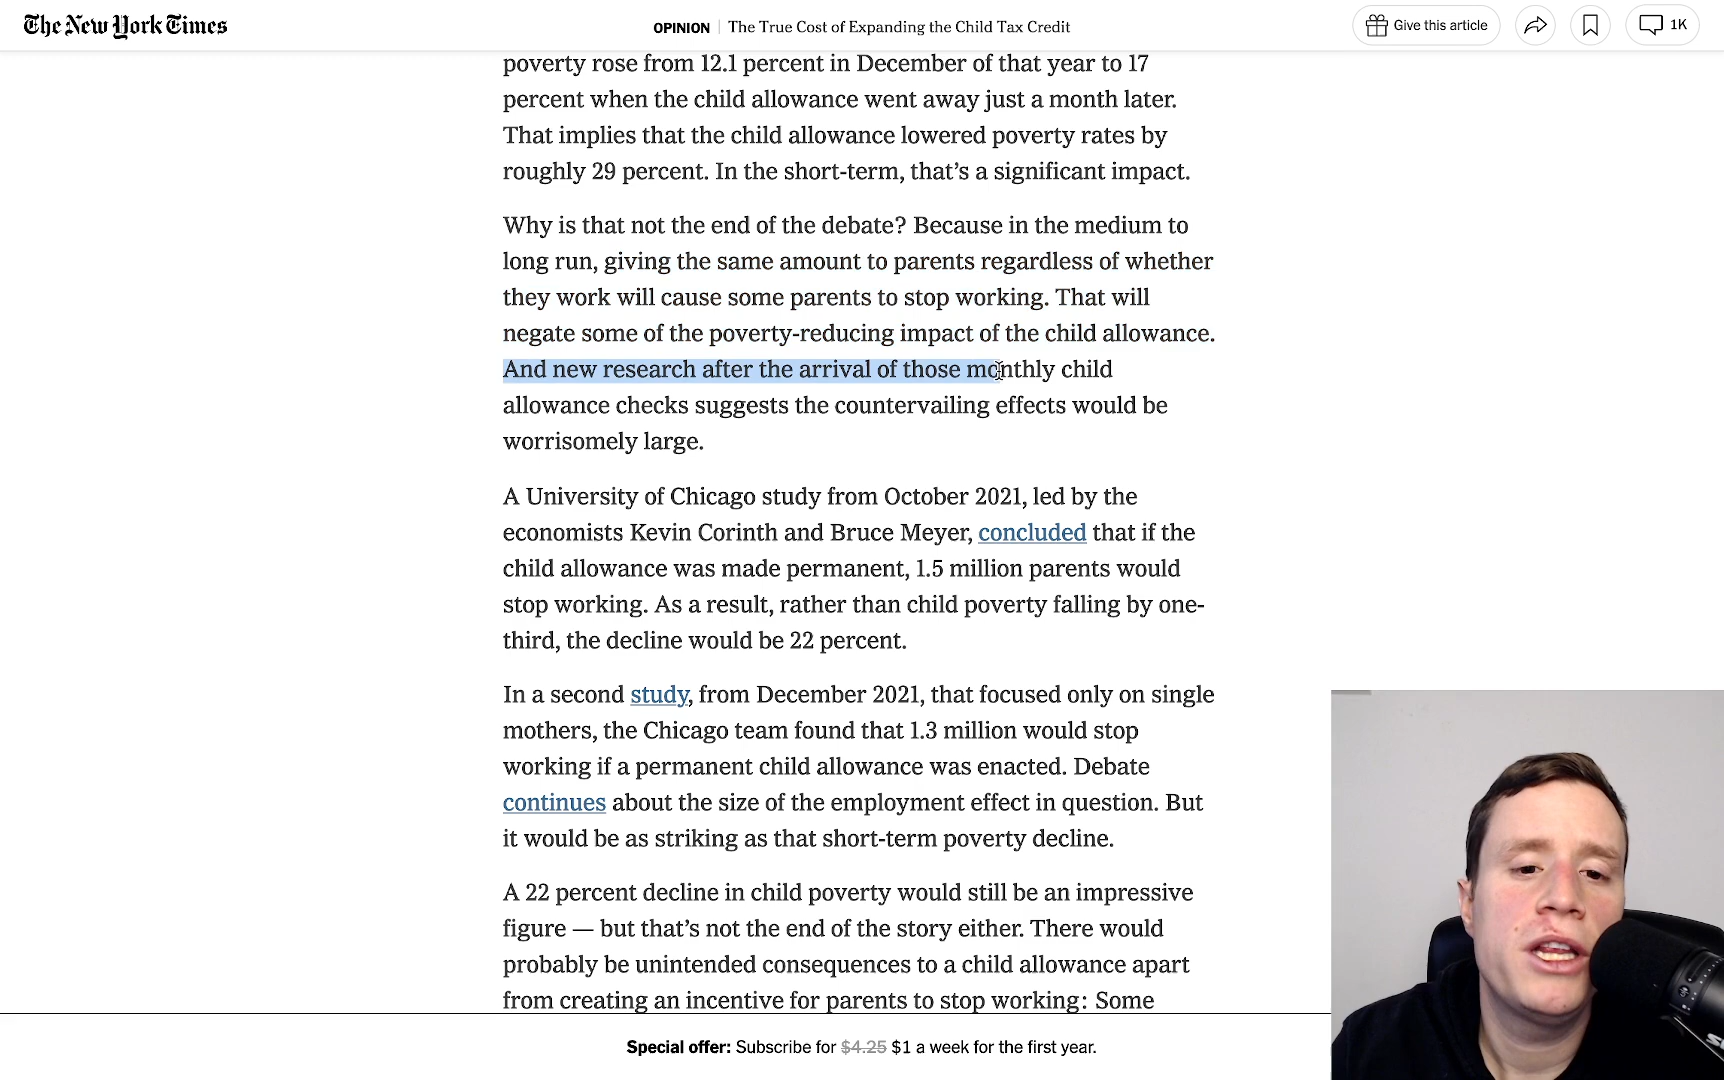 The New York Times
OPINION | The True Cost of Expanding the Child Tax Credit
Give this article
1K
poverty rose from 12.1 percent in December of that year to 17
percent when the child allowance went away just a month later.
That implies that the child allowance lowered poverty rates by
roughly 29 percent. In the short-term, that’s a significant impact.
Why is that not the end of the debate? Because in the medium to
long run, giving the same amount to parents regardless of whether
they work will cause some parents to stop working. That will
negate some of the poverty-reducing impact of the child allowance.
And new research after the arrival of those monthly child
allowance checks suggests the countervailing effects would be
worrisomely large.
A University of Chicago study from October 2021, led by the
economists Kevin Corinth and Bruce Meyer, concluded that if the
child allowance was made permanent, 1.5 million parents would
stop working. As a result, rather than child poverty falling by one-
third, the decline would be 22 percent.
In a second study, from December 2021, that focused only on single
mothers, the Chicago team found that 1.3 million would stop
working if a permanent child allowance was enacted. Debate
continues about the size of the employment effect in question. But
it would be as striking as that short-term poverty decline.
A 22 percent decline in child poverty would still be an impressive
figure — but that’s not the end of the story either. There would
probably be unintended consequences to a child allowance apart
from creating an incentive for parents to stop working: Some
Special offer: Subscribe for $4.25 $1 a week for the first year.